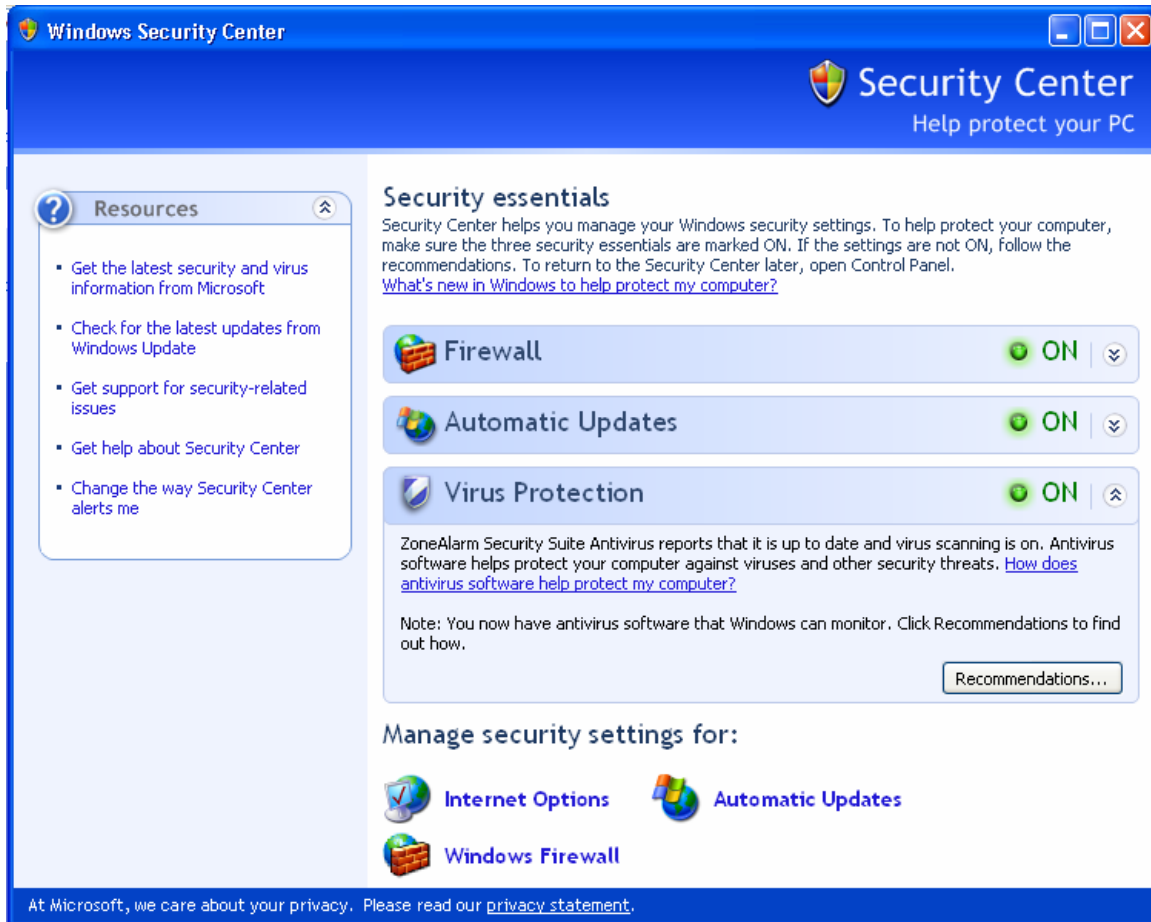 Windows Security Center
Security Center
Help protect your PC
Resources
Get the latest security and virus
information from Microsoft
Check for the latest updates from
Windows Update
Get support for security-related
issues
Get help about Security Center
Change the way Security Center
alerts me
Security essentials
Security Center helps you manage your Windows security settings. To help protect your computer,
make sure the three security essentials are marked ON. If the settings are not ON, follow the
recommendations. To return to the Security Center later, open Control Panel.
What's new in Windows to help protect my computer?
Firewall ON
Automatic Updates ON
Virus Protection ON
ZoneAlarm Security Suite Antivirus reports that it is up to date and virus scanning is on. Antivirus
software helps protect your computer against viruses and other security threats. How does
antivirus software help protect my computer?
Note: You now have antivirus software that Windows can monitor. Click Recommendations to find
out how.
Recommendations...
Manage security settings for:
Internet Options Automatic Updates
Windows Firewall
At Microsoft, we care about your privacy. Please read our privacy statement.